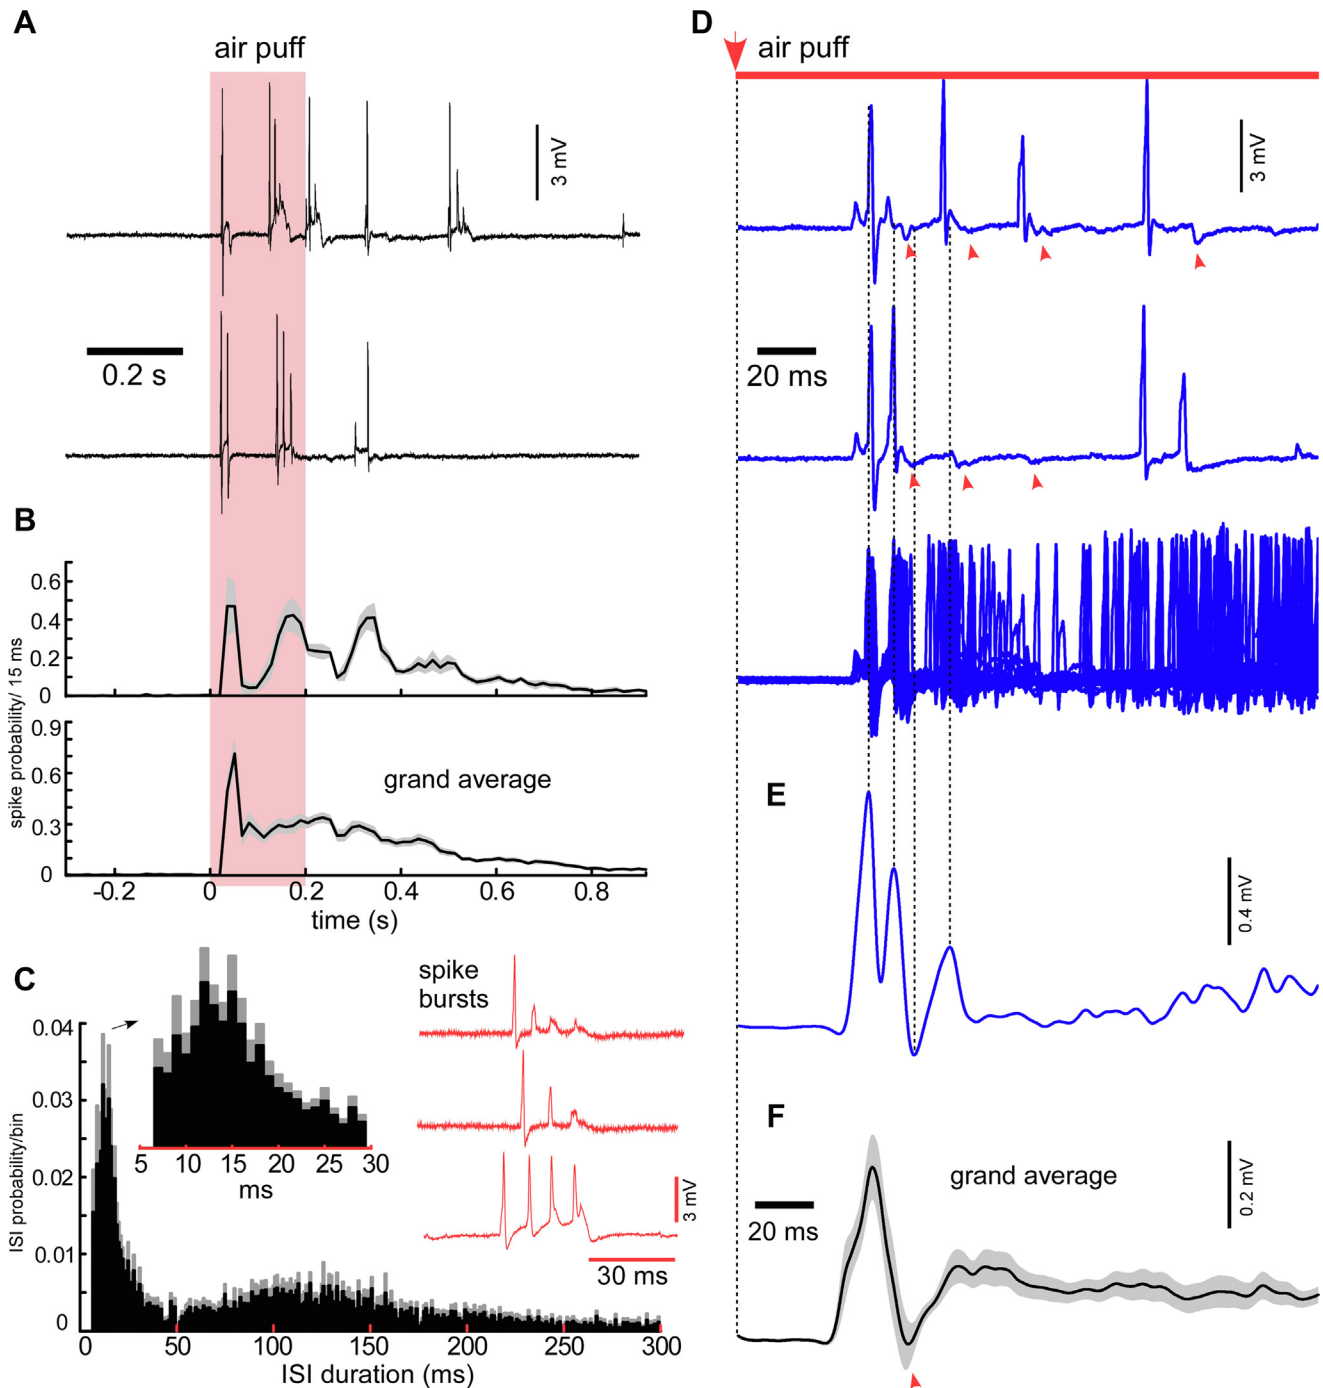 A
air puff
3 mV
0.2 s
B
spike probability/ 15 ms
0.6
0.4
0.2
0
0.9
0.6
0.3
0
grand average
-0.2
0
0.2
0.4
0.6
0.8
time (s)
C
ISI probability/bin
0.04
0.03
0.02
0.01
0
5
10
15
20
25
30
ms
spike
bursts
3 mV
30 ms
0
50
100
150
200
250
300
ISI duration (ms)
D
air puff
3 mV
20 ms
E
0.4 mV
F
grand average
20 ms
0.2 mV